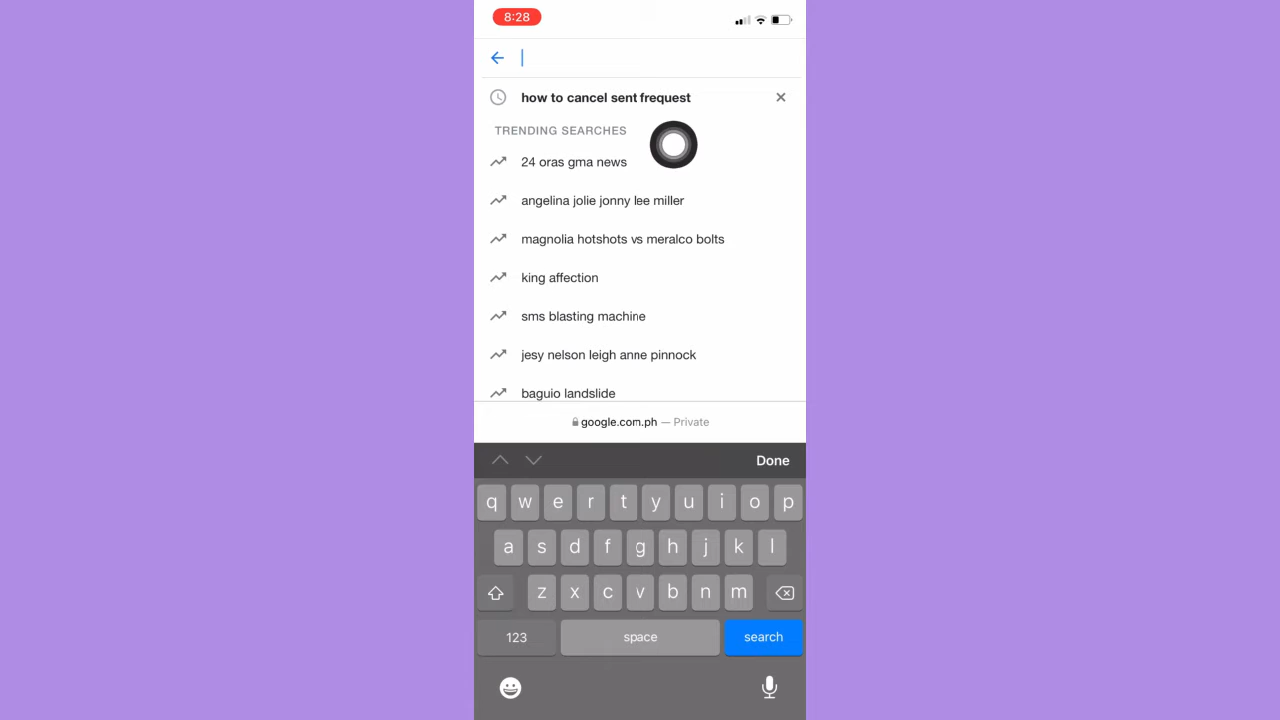 8:28
how to cancel sent frequest
TRENDING SEARCHES
24 oras gma news
angelina jolie jonny lee miller
magnolia hotshots vs meralco bolts
king affection
sms blasting machine
jesy nelson leigh anne pinnock
baguio landslide
google.com.ph — Private
Done
q w e r t y u i o p
a s d f g h j k l
z x c v b n m
123 space search